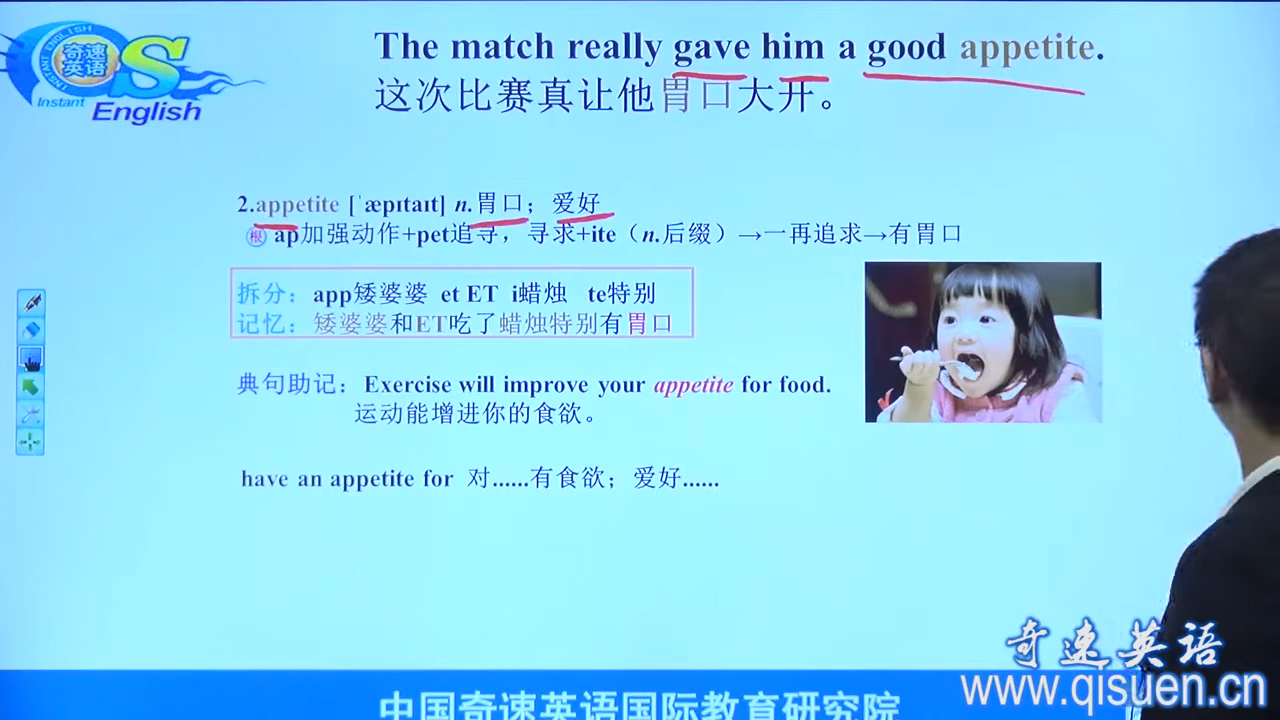 INSTANT ENGLISH
奇速
英语
S
Instant
English
The match really gave him a good appetite.
这次比赛真让他胃口大开。
2.appetite [ˈæpɪtaɪt] n.胃口；爱好
根 ap加强动作+pet追寻，寻求+ite（n.后缀）→一再追求→有胃口
拆分：app矮婆婆 et ET i蜡烛 te特别
记忆：矮婆婆和ET吃了蜡烛特别有胃口
典句助记：Exercise will improve your appetite for food.
运动能增进你的食欲。
have an appetite for 对……有食欲；爱好……
奇速英语
www.qisuen.cn
中国奇速英语国际教育研究院